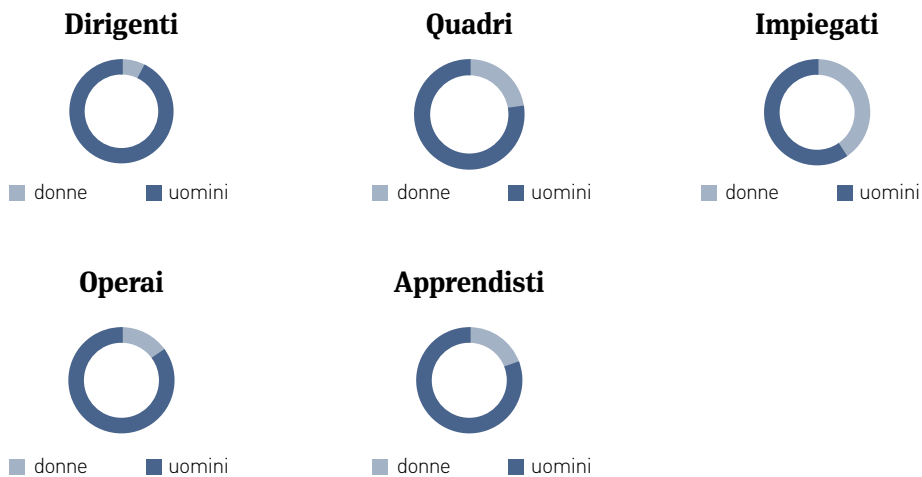 Dirigenti
donne
uomini
Quadri
donne
uomini
Impiegati
donne
uomini
Operai
donne
uomini
Apprendisti
donne
uomini